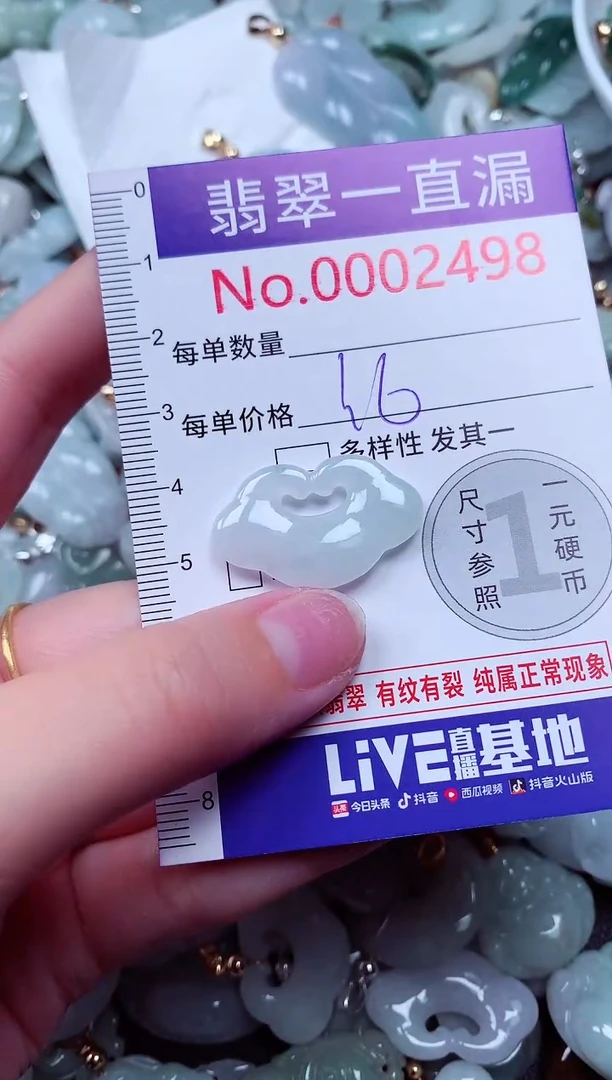 翡翠一直漏
No.0002498
每单数量
每单价格 16
多样性 发其一
一元硬币
1
尺寸参照
翡翠 有纹有裂 纯属正常现象
LiVE直播基地
头条 今日头条 抖音 西瓜视频 抖音火山版
0
1
2
3
4
5
8